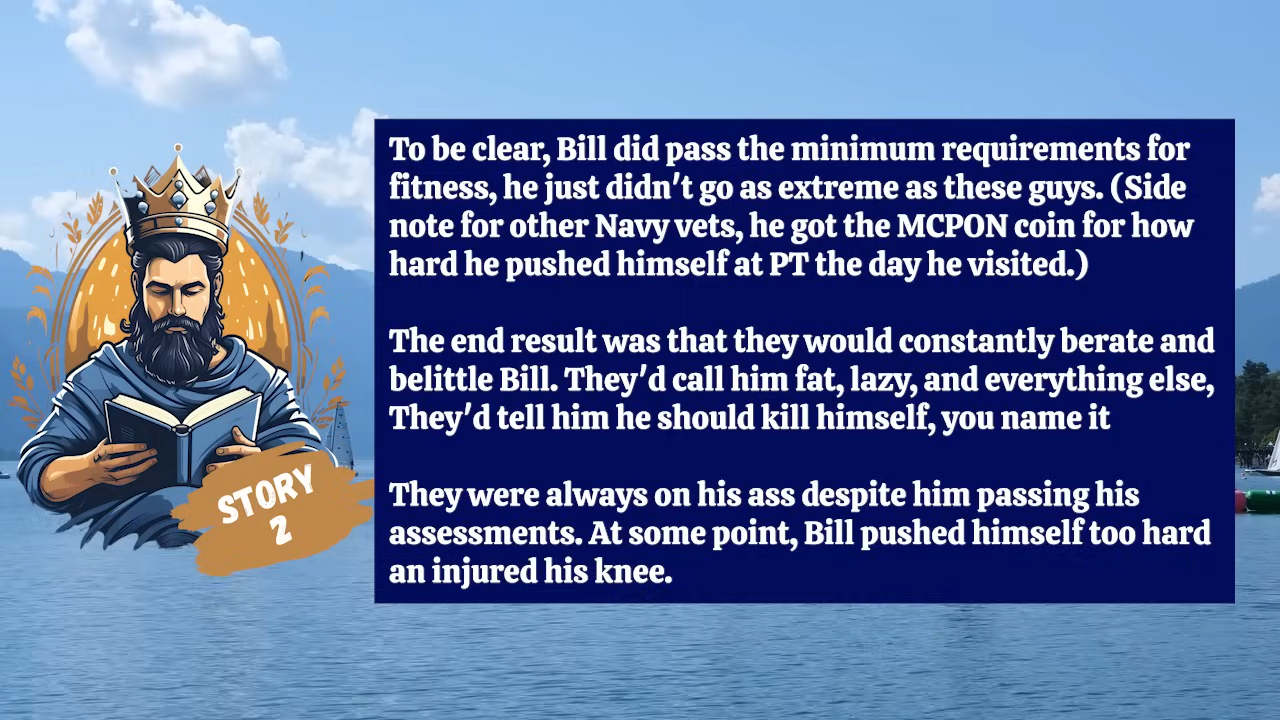 To be clear, Bill did pass the minimum requirements for
fitness, he just didn't go as extreme as these guys. (Side
note for other Navy vets, he got the MCPON coin for how
hard he pushed himself at PT the day he visited.)
The end result was that they would constantly berate and
belittle Bill. They'd call him fat, lazy, and everything else,
They'd tell him he should kill himself, you name it
They were always on his ass despite him passing his
assessments. At some point, Bill pushed himself too hard
an injured his knee.
STORY
2